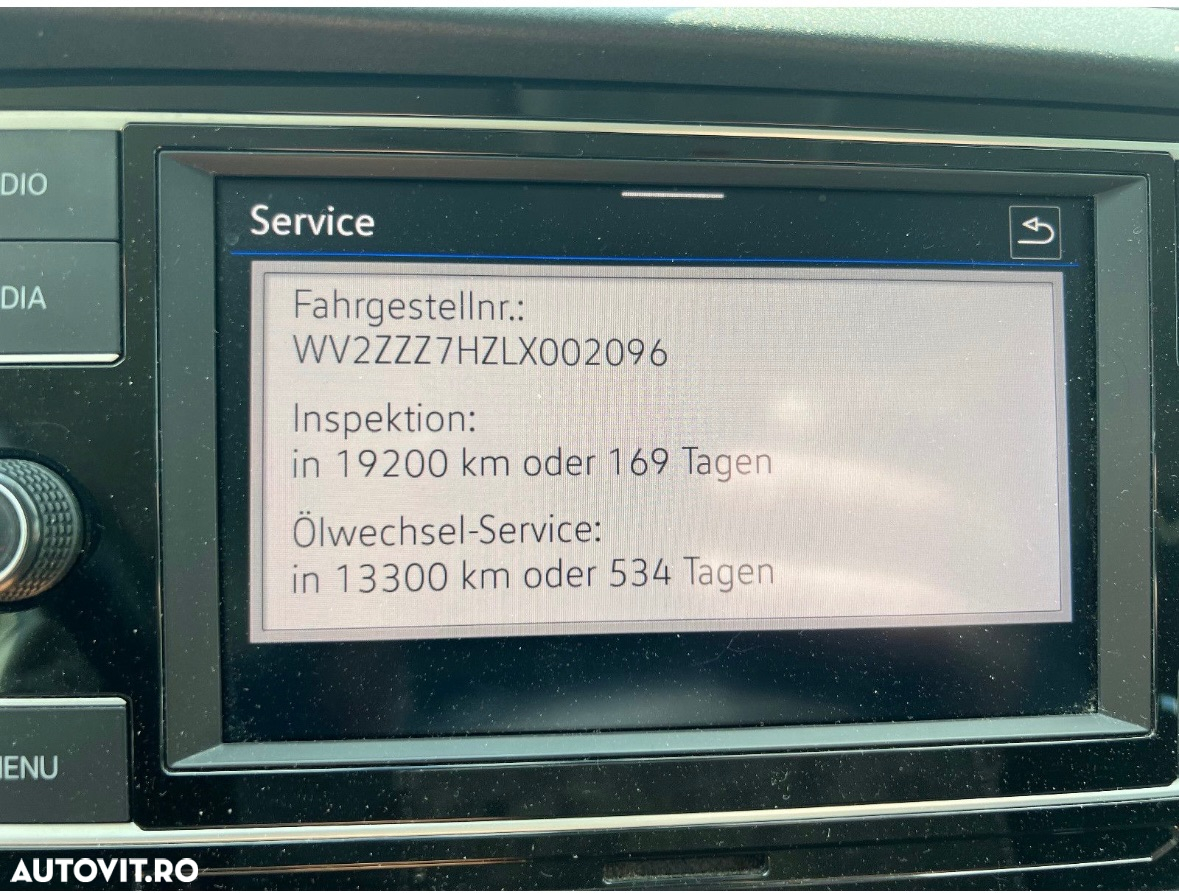 DIO
Service
DIA
Fahrgestellnr.:
WV2ZZZ7HZLX002096
Inspektion:
in 19200 km oder 169 Tagen
Ölwechsel-Service:
in 13300 km oder 534 Tagen
ENU
AUTOVIT.RO